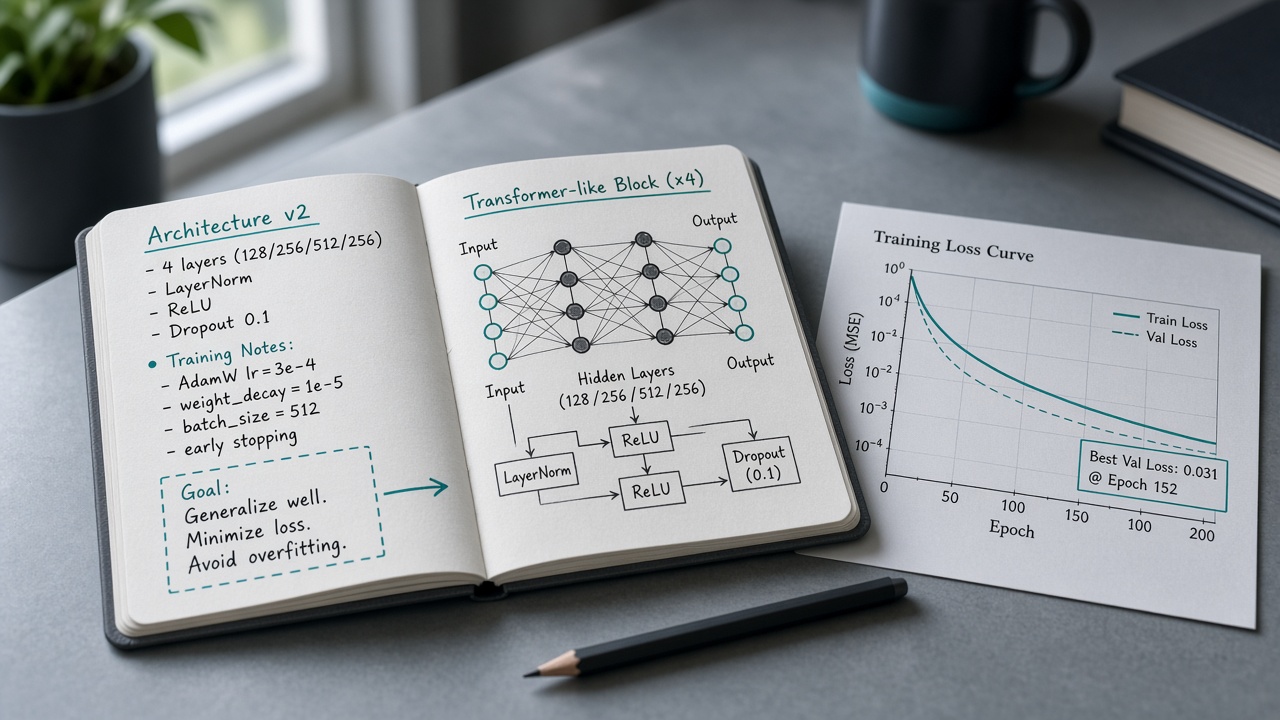 Architecture v2
- 4 layers (128/256/512/256)
- LayerNorm
- ReLU
- Dropout 0.1
• Training Notes:
- AdamW lr = 3e-4
- weight_decay = 1e-5
- batch_size = 512
- early stopping
Goal:
Generalize well.
Minimize loss.
Avoid overfitting.
Transformer-like Block (x4)
Input
Output
Input
Hidden Layers
(128/256/512/256)
Output
LayerNorm
ReLU
ReLU
Dropout
(0.1)
Training Loss Curve
Loss (MSE)
10⁰
10⁻¹
10⁻²
10⁻²
10⁻³
10⁻⁴
Train Loss
Val Loss
Best Val Loss: 0.031
@ Epoch 152
0
50
100
150
100
200
Epoch